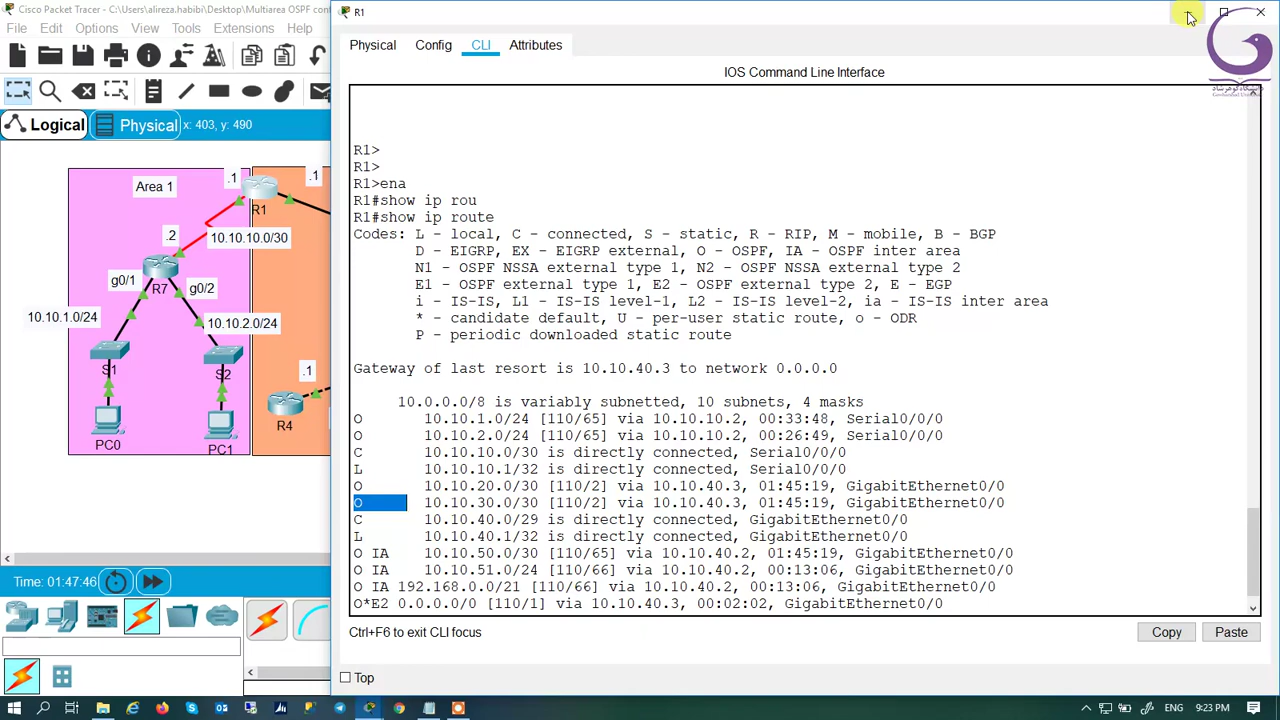 Cisco Packet Tracer - C:\Users\alireza.habibi\Desktop\Multiarea OSPF conf
File Edit Options View Tools Extensions Help
Logical Physical x: 403, y: 490
Area 1
.1
.1
R1
.2
10.10.10.0/30
g0/1
R7
g0/2
10.10.1.0/24
10.10.2.0/24
S1
S2
.1
R4
PC0
PC1
Time: 01:47:46
R1
Physical Config CLI Attributes
IOS Command Line Interface
R1>
R1>
R1>ena
R1#show ip rou
R1#show ip route
Codes: L - local, C - connected, S - static, R - RIP, M - mobile, B - BGP
D - EIGRP, EX - EIGRP external, O - OSPF, IA - OSPF inter area
N1 - OSPF NSSA external type 1, N2 - OSPF NSSA external type 2
E1 - OSPF external type 1, E2 - OSPF external type 2, E - EGP
i - IS-IS, L1 - IS-IS level-1, L2 - IS-IS level-2, ia - IS-IS inter area
* - candidate default, U - per-user static route, o - ODR
P - periodic downloaded static route
Gateway of last resort is 10.10.40.3 to network 0.0.0.0
10.0.0.0/8 is variably subnetted, 10 subnets, 4 masks
O 10.10.1.0/24 [110/65] via 10.10.10.2, 00:33:48, Serial0/0/0
O 10.10.2.0/24 [110/65] via 10.10.10.2, 00:26:49, Serial0/0/0
C 10.10.10.0/30 is directly connected, Serial0/0/0
L 10.10.10.1/32 is directly connected, Serial0/0/0
O 10.10.20.0/30 [110/2] via 10.10.40.3, 01:45:19, GigabitEthernet0/0
O 10.10.30.0/30 [110/2] via 10.10.40.3, 01:45:19, GigabitEthernet0/0
C 10.10.40.0/29 is directly connected, GigabitEthernet0/0
L 10.10.40.1/32 is directly connected, GigabitEthernet0/0
O IA 10.10.50.0/30 [110/65] via 10.10.40.2, 01:45:19, GigabitEthernet0/0
O IA 10.10.51.0/24 [110/66] via 10.10.40.2, 00:13:06, GigabitEthernet0/0
O IA 192.168.0.0/21 [110/66] via 10.10.40.2, 00:13:06, GigabitEthernet0/0
O*E2 0.0.0.0/0 [110/1] via 10.10.40.3, 00:02:02, GigabitEthernet0/0
Ctrl+F6 to exit CLI focus
Copy Paste
Top
دانشگاه گوهرشاد
ENG 9:23 PM